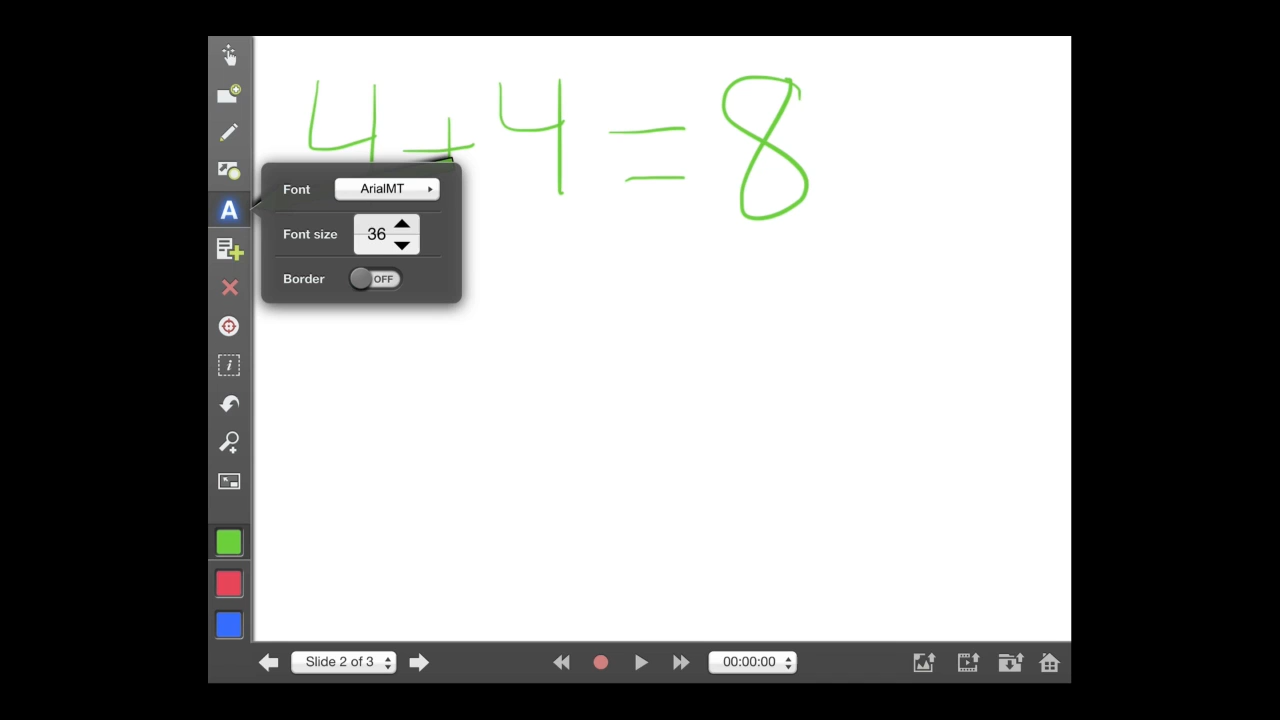 4 + 4 = 8
Font ArialMT
Font size 36
Border OFF
A
i
Slide 2 of 3
00:00:00